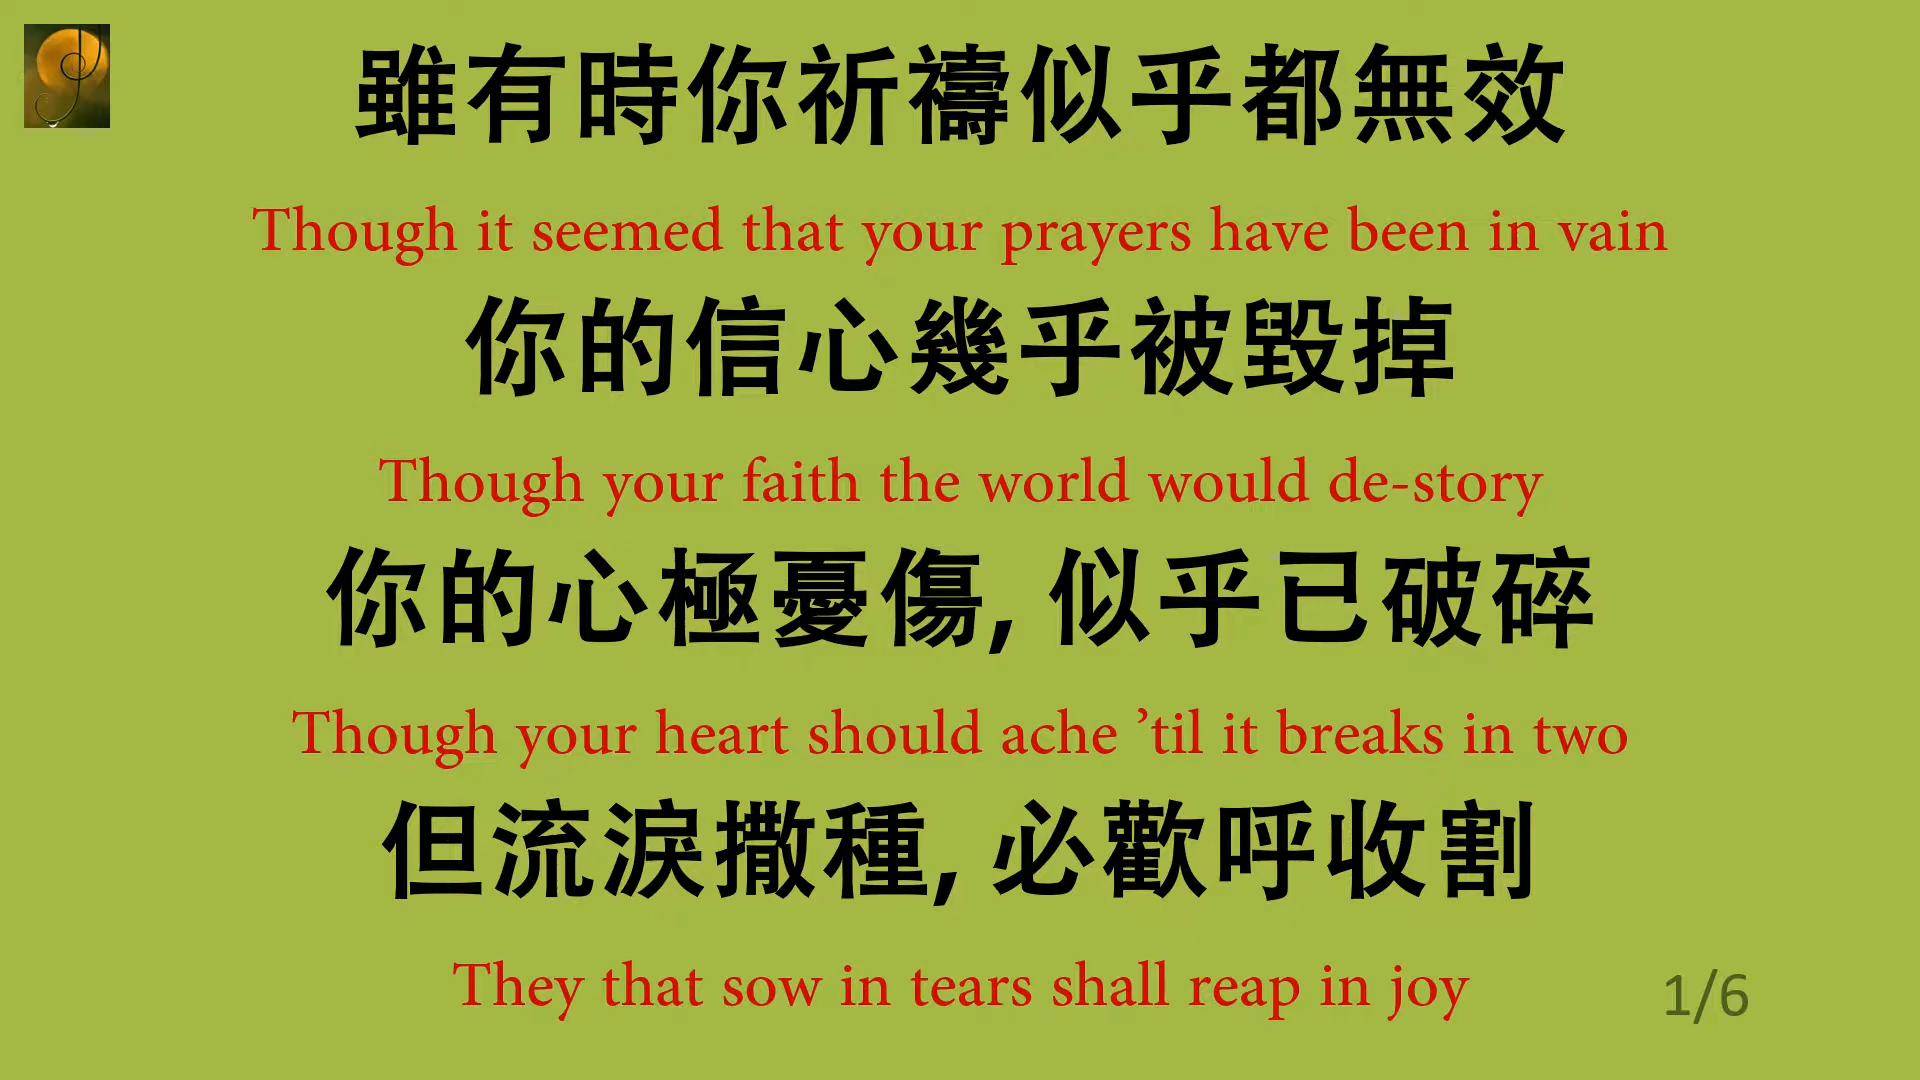 雖有時你祈禱似乎都無效
Though it seemed that your prayers have been in vain
你的信心幾乎被毀掉
Though your faith the world would de-story
你的心極憂傷, 似乎已破碎
Though your heart should ache ’til it breaks in two
但流淚撒種, 必歡呼收割
They that sow in tears shall reap in joy
1/6